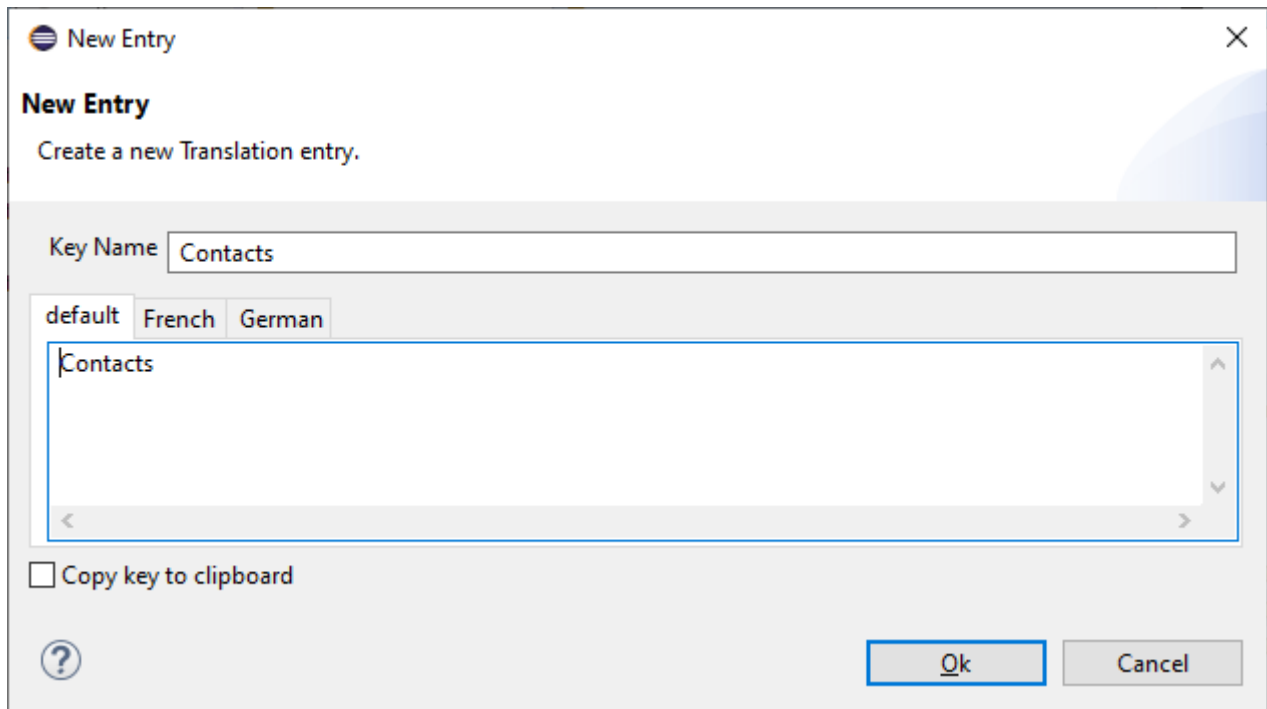 New Entry
New Entry
Create a new Translation entry.
Key Name Contacts
default French German
Contacts
Copy key to clipboard
?
Ok Cancel